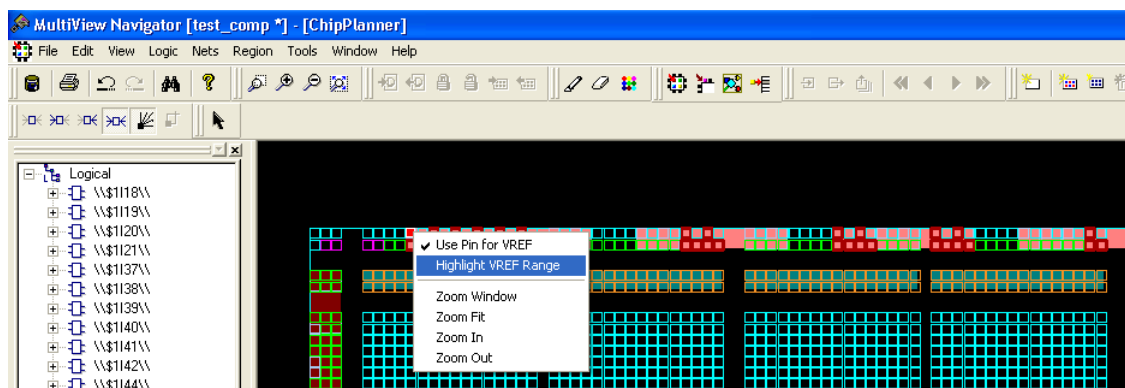 MultiView Navigator [test_comp *] - [ChipPlanner]
File Edit View Logic Nets Region Tools Window Help
Logical
\\$1I18\\
\\$1I19\\
\\$1I20\\
\\$1I21\\
\\$1I37\\
\\$1I38\\
\\$1I39\\
\\$1I40\\
\\$1I41\\
\\$1I42\\
\\$1I44\\
Use Pin for VREF
Highlight VREF Range
Zoom Window
Zoom Fit
Zoom In
Zoom Out